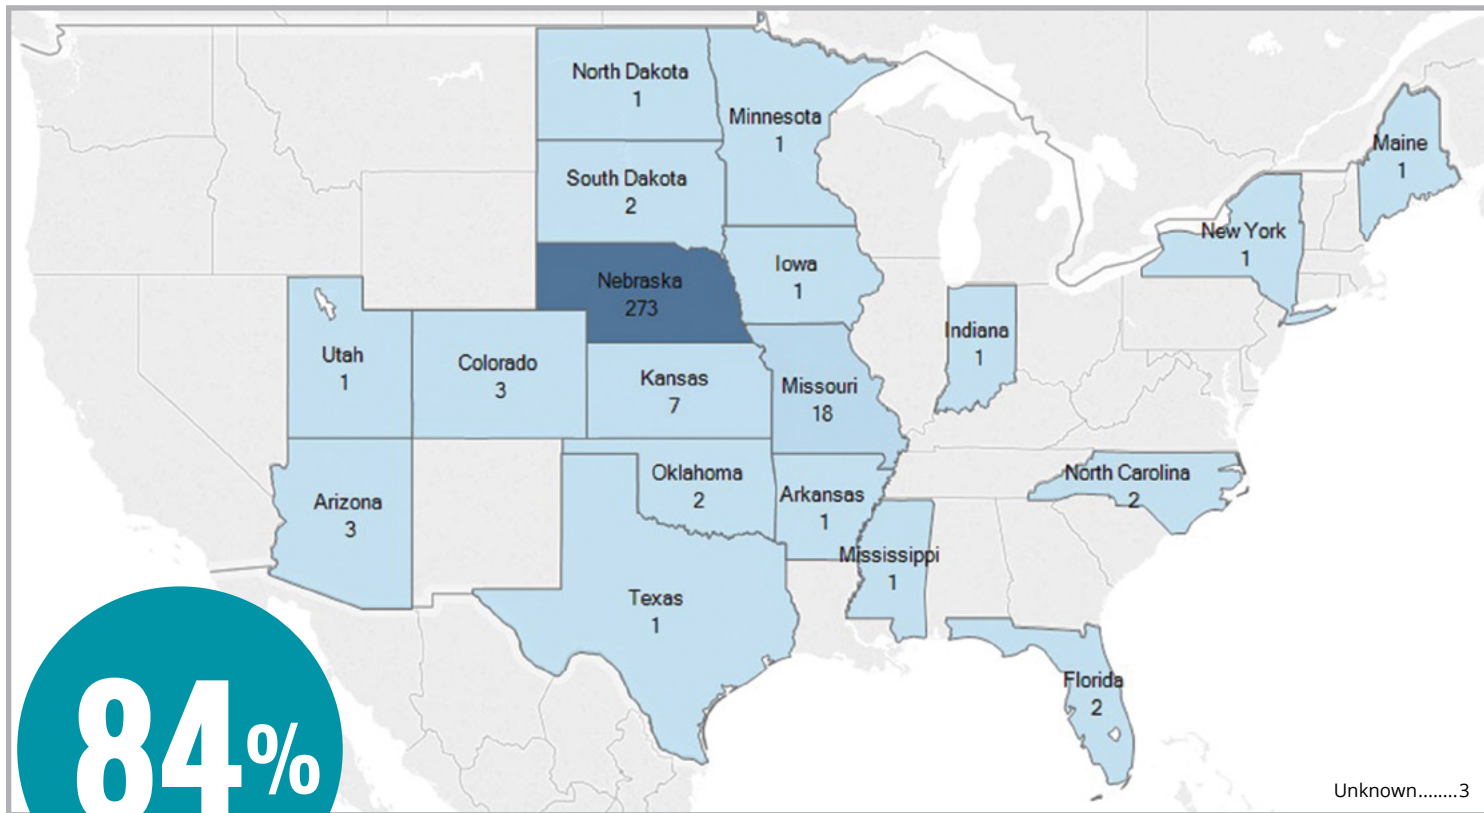 North Dakota
1
Minnesota
1
Maine
1
South Dakota
2
New York
1
Iowa
1
Nebraska
273
Indiana
1
Utah
1
Colorado
3
Kansas
7
Missouri
18
Oklahoma
2
North Carolina
2
Arkansas
1
Arizona
3
Mississippi
1
Texas
1
Florida
2
84%
Unknown........3